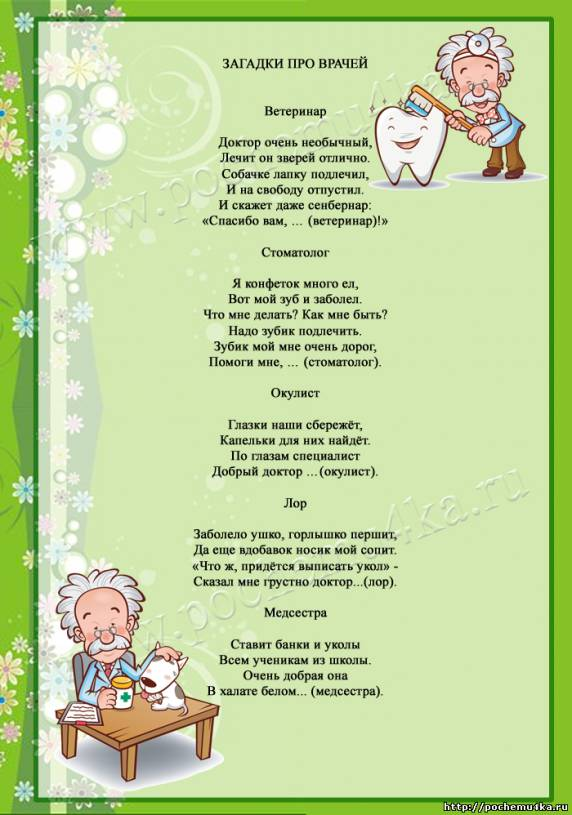 ЗАГАДКИ ПРО ВРАЧЕЙ
Ветеринар
Доктор очень необычный,
Лечит он зверей отлично.
Собачке лапку подлечил,
И на свободу отпустил.
И скажет даже сенбернар:
«Спасибо вам, … (ветеринар)!»
Стоматолог
Я конфеток много ел,
Вот мой зуб и заболел.
Что мне делать? Как мне быть?
Надо зубик подлечить.
Зубик мой мне очень дорог,
Помоги мне, … (стоматолог).
Окулист
Глазки наши сбережёт,
Капельки для них найдёт.
По глазам специалист
Добрый доктор …(окулист).
Лор
Заболело ушко, горлышко першит,
Да еще вдобавок носик мой сопит.
«Что ж, придётся выписать укол» -
Сказал мне грустно доктор...(лор).
Медсестра
Ставит банки и уколы
Всем ученикам из школы.
Очень добрая она
В халате белом... (медсестра).
www.pochemu4ka.ru
www.pochemu4ka.ru
http://pochemu4ka.ru